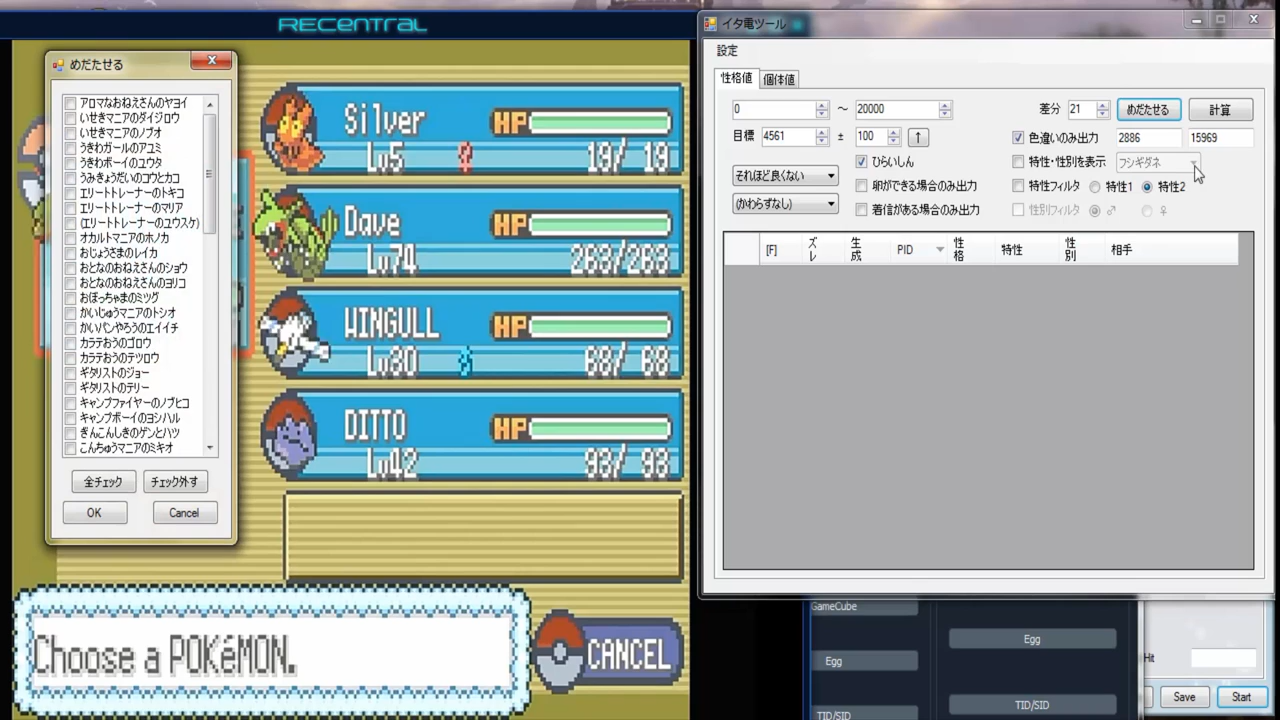 RECENTRAL
めだたせる
アロマなおねえさんのヤヨイ
いせきマニアのダイジロウ
いせきマニアのノブオ
うきわガールのアユミ
うきわボーイのユウタ
うみきょうだいのコウとカコ
エリートトレーナーのトキコ
エリートトレーナーのマリア
(エリートトレーナーのユウスケ)
オカルトマニアのホノカ
おじょうさまのレイカ
おとなのおねえさんのショウ
おとなのおねえさんのヨリコ
おぼっちゃまのミツグ
かいじゅうマニアのトシオ
かいパンやろうのエイイチ
カラテおうのゴロウ
カラテおうのテツロウ
ギタリストのジョー
ギタリストのテリー
キャンプファイヤーのノブヒコ
キャンプボーイのヨシハル
ぎんこんしきのゲンとハツ
こんちゅうマニアのミキオ
全チェック チェック外す
OK Cancel
Silver HP
Lv5 19/ 19
Dave HP
Lv74 263/263
WINGULL HP
Lv30 68/ 68
DITTO HP
Lv42 93/ 93
Choose a POKéMON.
CANCEL
イタ電ツール
設定
性格値 個体値
0 ～ 20000 差分 21 めだたせる 計算
目標 4561 ± 100 ↑ 色違いのみ出力 2886 15969
それほど良くない ひらいしん 特性・性別を表示 フシギダネ
卵ができる場合のみ出力 特性フィルタ 特性1 特性2
(かわらずなし) 着信がある場合のみ出力 性別フィルタ ♂ ♀
[F] ズレ 生成 PID 性格 特性 性別 相手
GameCube
Egg Egg
TID/SID TID/SID
Hit
Save Start